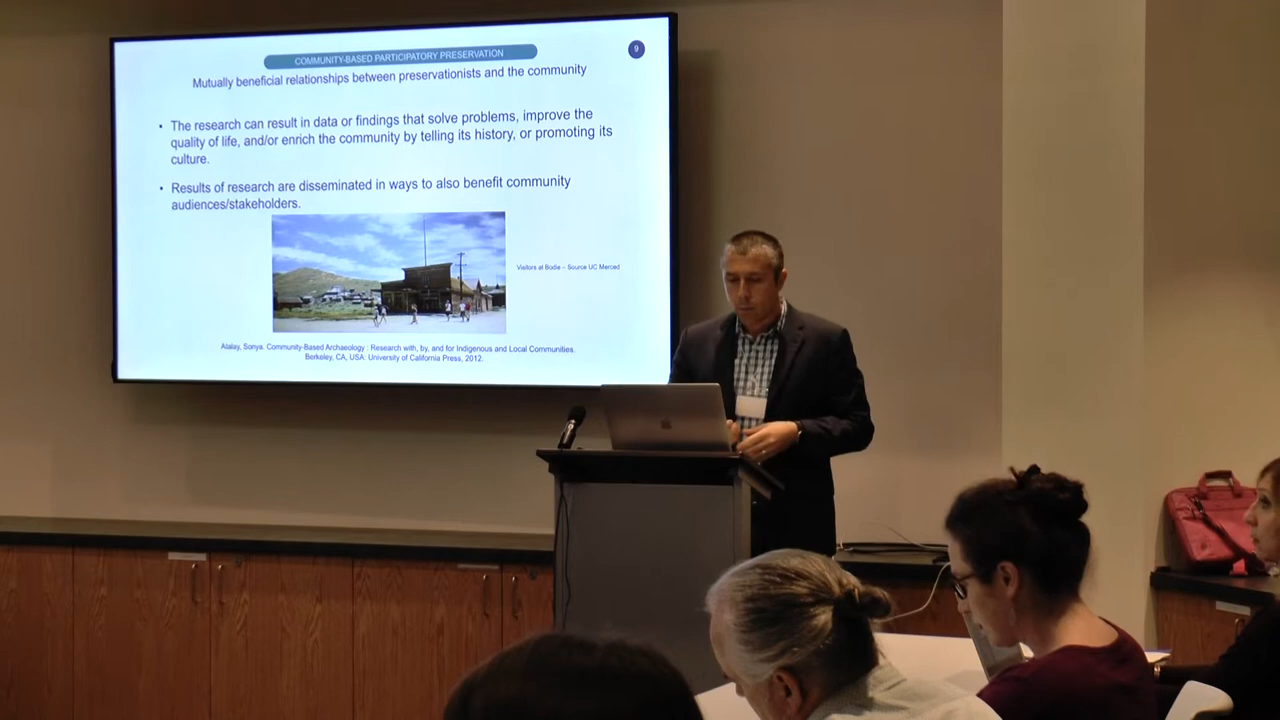 COMMUNITY-BASED PARTICIPATORY PRESERVATION
9
Mutually beneficial relationships between preservationists and the community
• The research can result in data or findings that solve problems, improve the
quality of life, and/or enrich the community by telling its history, or promoting its
culture.
• Results of research are disseminated in ways to also benefit community
audiences/stakeholders.
Visitors at Bodie – Source UC Merced
Atalay, Sonya. Community-Based Archaeology : Research with, by, and for Indigenous and Local Communities.
Berkeley, CA, USA: University of California Press, 2012.